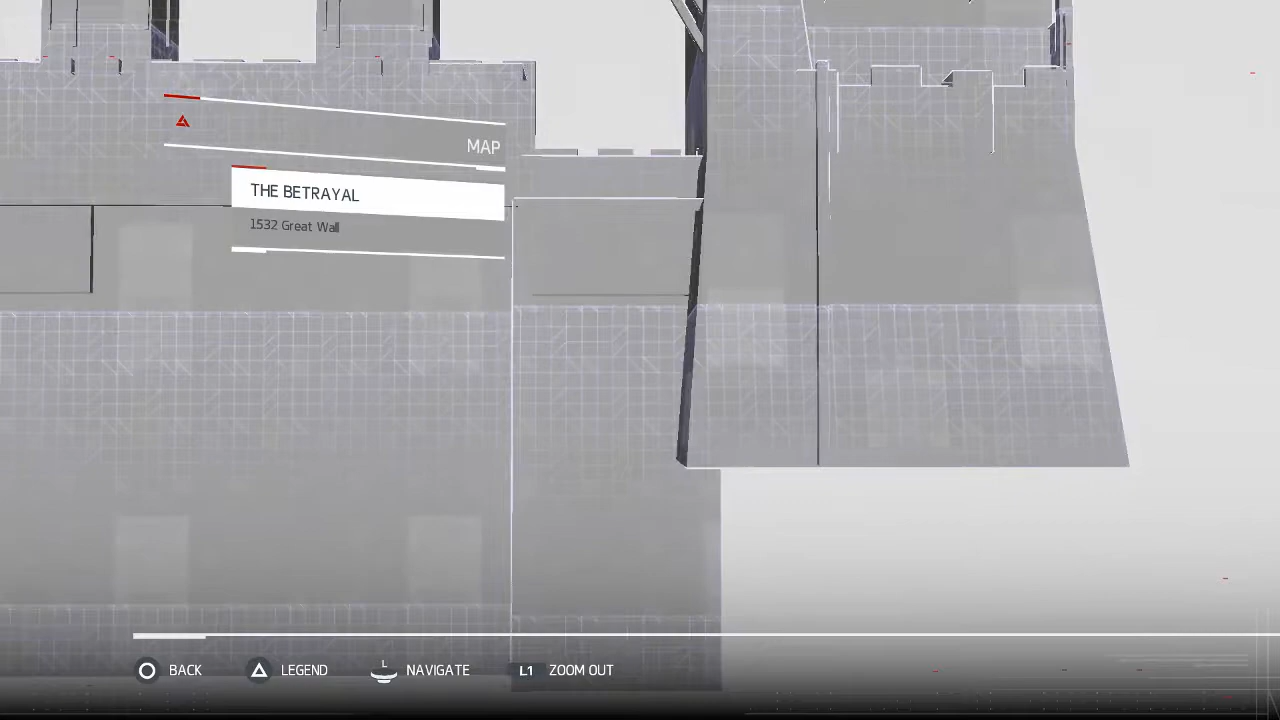 MAP
THE BETRAYAL
1532 Great Wall
BACK
LEGEND
L
NAVIGATE
L1
ZOOM OUT